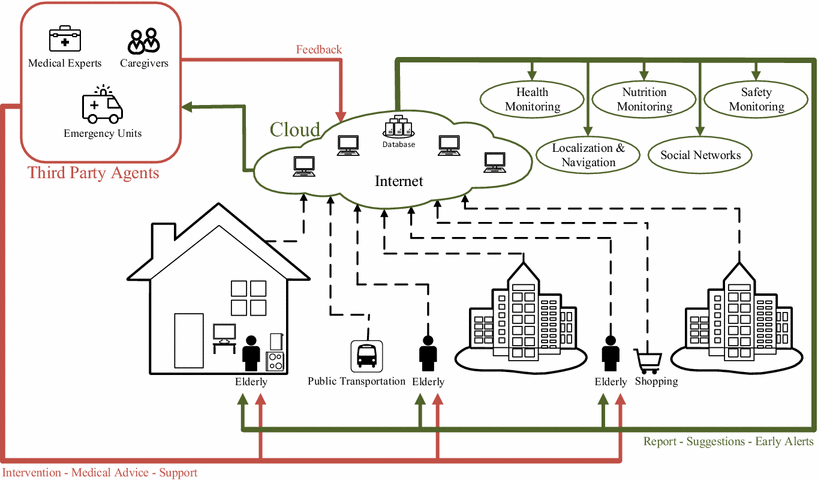 Medical Experts
Caregivers
Emergency Units
Third Party Agents
Feedback
Cloud
Database
Internet
Health
Monitoring
Nutrition
Monitoring
Safety
Monitoring
Localization &
Navigation
Social Networks
Elderly
Public Transportation
Elderly
Elderly
Shopping
Report - Suggestions - Early Alerts
Intervention - Medical Advice - Support